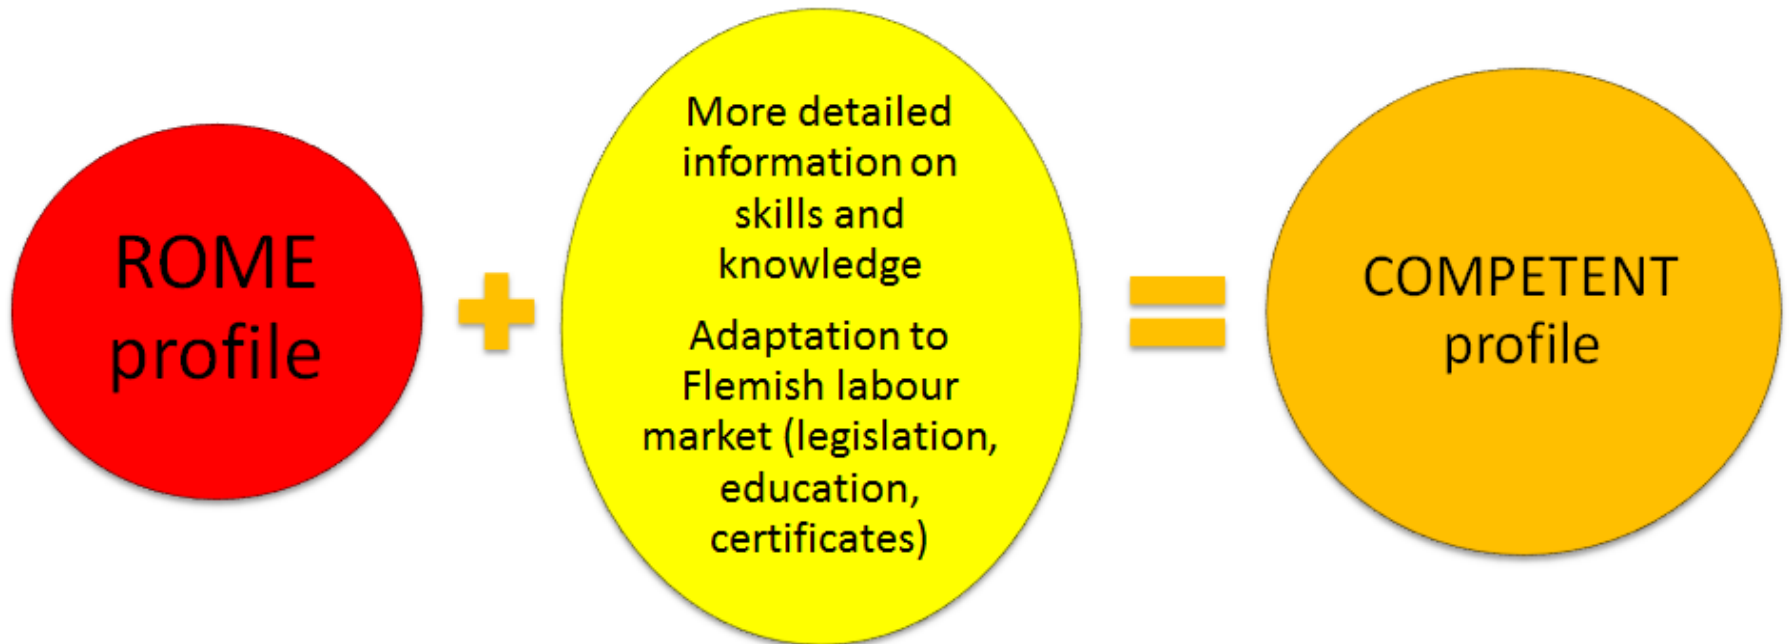 ROME
profile
More detailed
information on
skills and
knowledge
Adaptation to
Flemish labour
market (legislation,
education,
certificates)
COMPETENT
profile